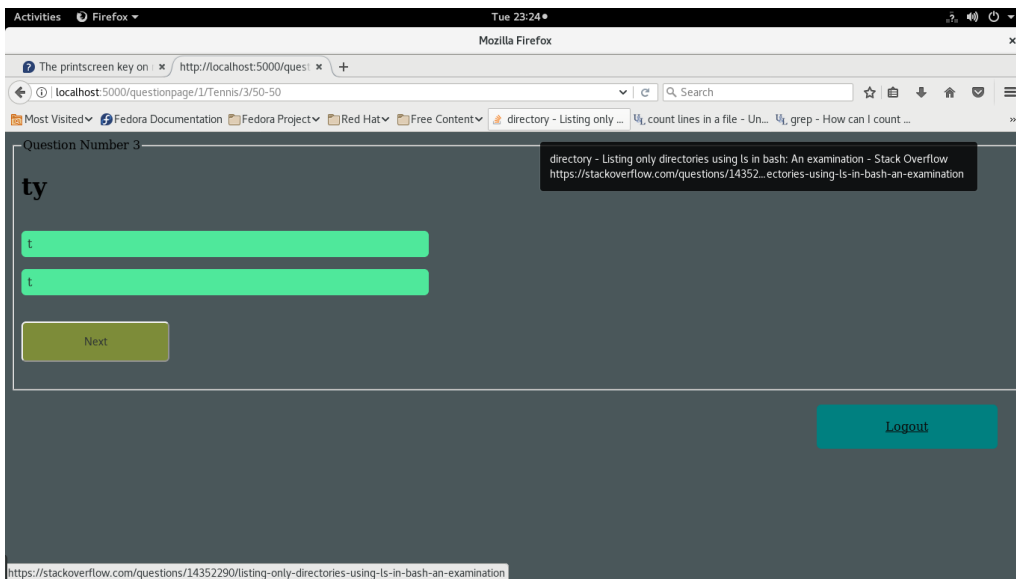 Activities Firefox Tue 23:24
Mozilla Firefox
The printscreen key on http://localhost:5000/quest
localhost:5000/questionpage/1/Tennis/3/50-50 Search
Most Visited Fedora Documentation Fedora Project Red Hat Free Content directory - Listing only ... count lines in a file - Un... grep - How can I count ...
Question Number 3
directory - Listing only directories using ls in bash: An examination - Stack Overflow
https://stackoverflow.com/questions/14352...ectories-using-ls-in-bash-an-examination
ty
t
t
Next
Logout
https://stackoverflow.com/questions/14352290/listing-only-directories-using-ls-in-bash-an-examination